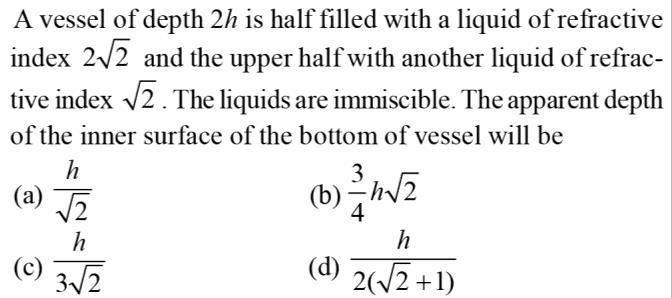 A vessel of depth 2h is half filled with a liquid of refractive
index 2√2 and the upper half with another liquid of refrac-
tive index √2. The liquids are immiscible. The apparent depth
of the inner surface of the bottom of vessel will be
(a) h/√2 (b) 3/4 h√2
(c) h/3√2 (d) h/2(√2+1)